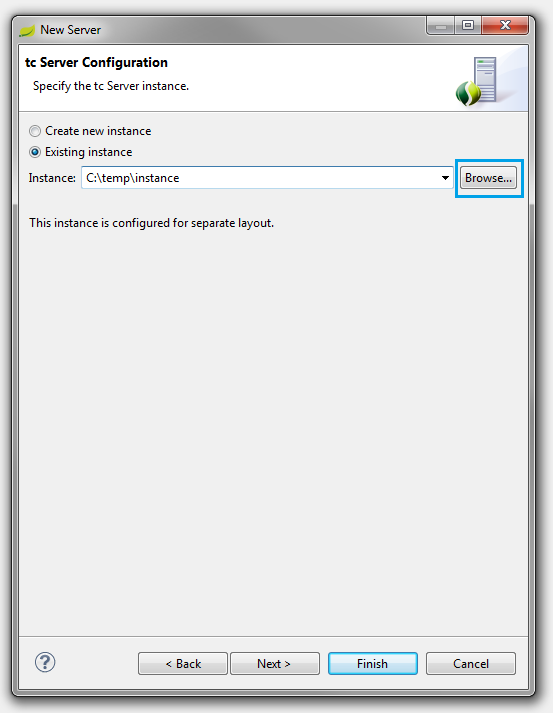 New Server
tc Server Configuration
Specify the tc Server instance.
Create new instance
Existing instance
Instance: C:\temp\instance Browse...
This instance is configured for separate layout.
? < Back Next > Finish Cancel